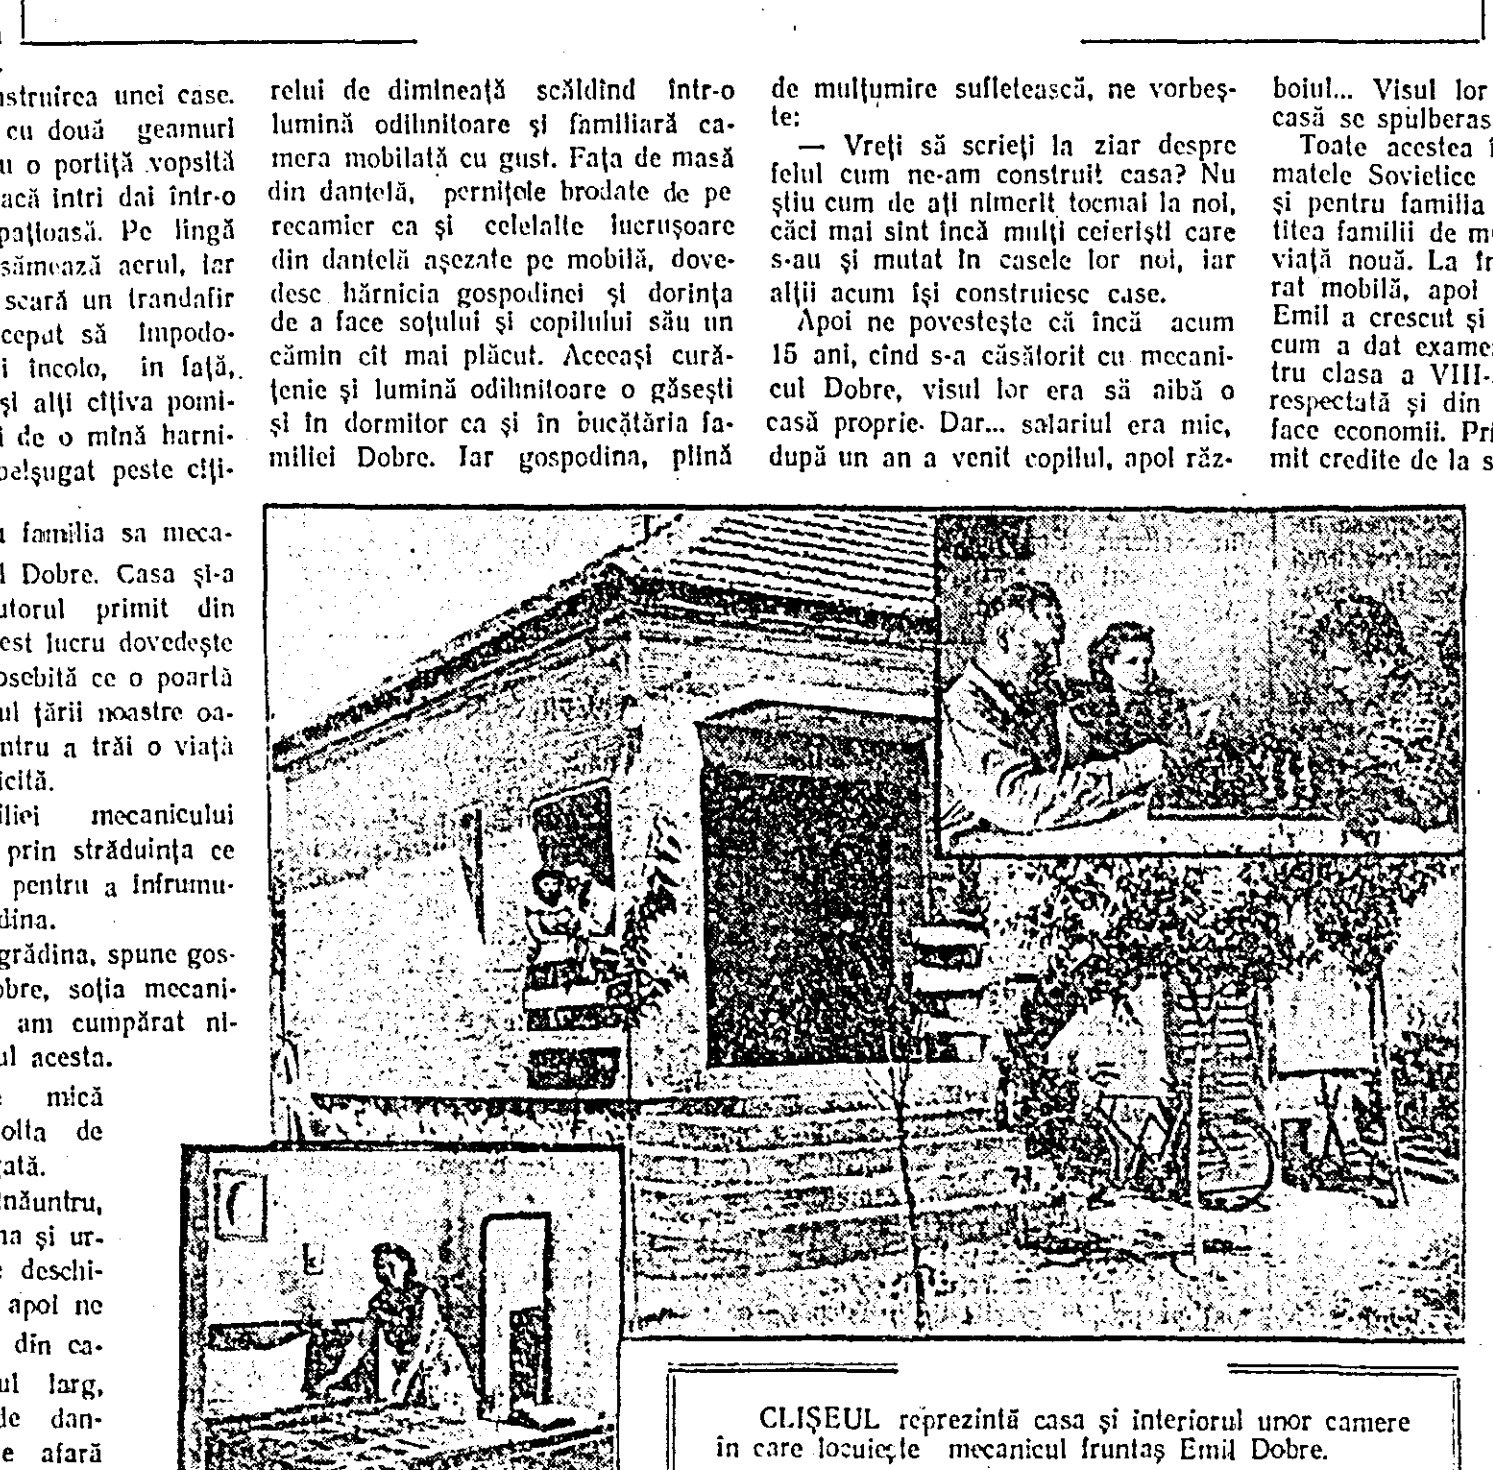 nstruirea unei case.
cu două geamuri
u o portiță vopsită
acă intri dai într-o
pațioasă. Pe lîngă
sămează aerul, iar
scară un trandafir
ceput să împodo-
i încolo, în față,
și alți cîțiva pomi-
i de o mînă harni-
belșugat peste cîți-
u familia sa meca-
l Dobre. Casa și-a
utorul primit din
est lucru dovedește
osebită ce o poartă
ul țării noastre oa-
ntru a trăi o viață
icită.
iliei mecanicului
prin străduința ce
pentru a înfrumu-
dina.
grădina, spune gos-
obre, soția mecani-
am cumpărat ni-
ul acesta.
e mică
olta de
gată.
năuntru,
na și ur-
e deschi-
apoi ne
din ca-
ul larg,
de dan-
e afară
relui de dimineață scăldînd într-o
lumină odihnitoare și familiară ca-
mera mobilată cu gust. Fața de masă
din dantelă, pernițele brodate de pe
recamier ca și celelalte lucrușoare
din dantelă așezate pe mobilă, dove-
desc hărnicia gospodinei și dorința
de a face soțului și copilului său un
cămin cît mai plăcut. Aceeași cură-
țenie și lumină odihnitoare o găsești
și în dormitor ca și în bucătăria fa-
miliei Dobre. Iar gospodina, plină
de mulțumire sufletească, ne vorbeș-
te:
— Vreți să scrieți la ziar despre
felul cum ne-am construit casa? Nu
știu cum de ați nimerit tocmai la noi,
căci mai sînt încă mulți ceferiști care
s-au și mutat în casele lor noi, iar
alții acum își construiesc case.
Apoi ne povestește că încă acum
15 ani, cînd s-a căsătorit cu mecani-
cul Dobre, visul lor era să aibă o
casă proprie. Dar... salariul era mic,
după un an a venit copilul, apoi răz-
boiul... Visul lor
casă se spulberas
Toate acestea î
matele Sovietice
și pentru familia
titea familii de m
viață nouă. La în
rat mobilă, apoi
Emil a crescut și
cum a dat exame
tru clasa a VIII-
respectată și din
face economii. Pri
mit credite de la s
CLIȘEUL reprezintă casa și interiorul unor camere
în care locuiește mecanicul fruntaș Emil Dobre.